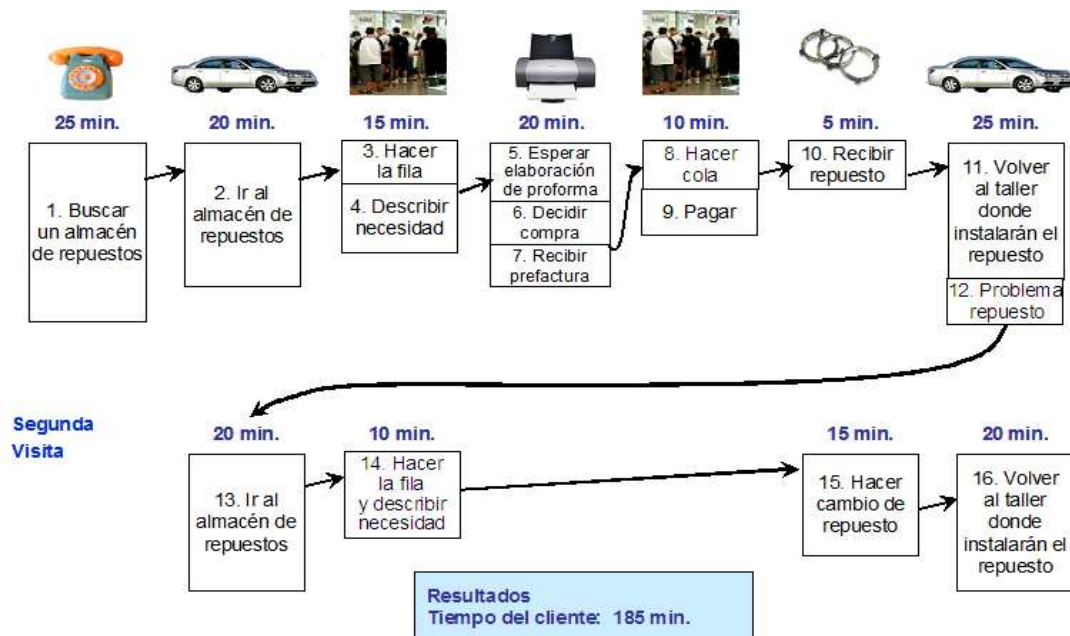 25 min.
20 min.
15 min.
20 min.
10 min.
5 min.
25 min.
1. Buscar
un almacén
de repuestos
2. Ir al
almacén de
repuestos
3. Hacer
la fila
4. Describir
necesidad
5. Esperar
elaboración
de proforma
6. Decidir
compra
7. Recibir
prefactura
8. Hacer
cola
9. Pagar
10. Recibir
repuesto
11. Volver
al taller
donde
instalarán el
repuesto
12. Problema
repuesto
Segunda
Visita
20 min.
10 min.
15 min.
20 min.
13. Ir al
almacén de
repuestos
14. Hacer
la fila
y describir
necesidad
15. Hacer
cambio de
repuesto
16. Volver
al taller
donde
instalarán el
repuesto
Resultados
Tiempo del cliente: 185 min.